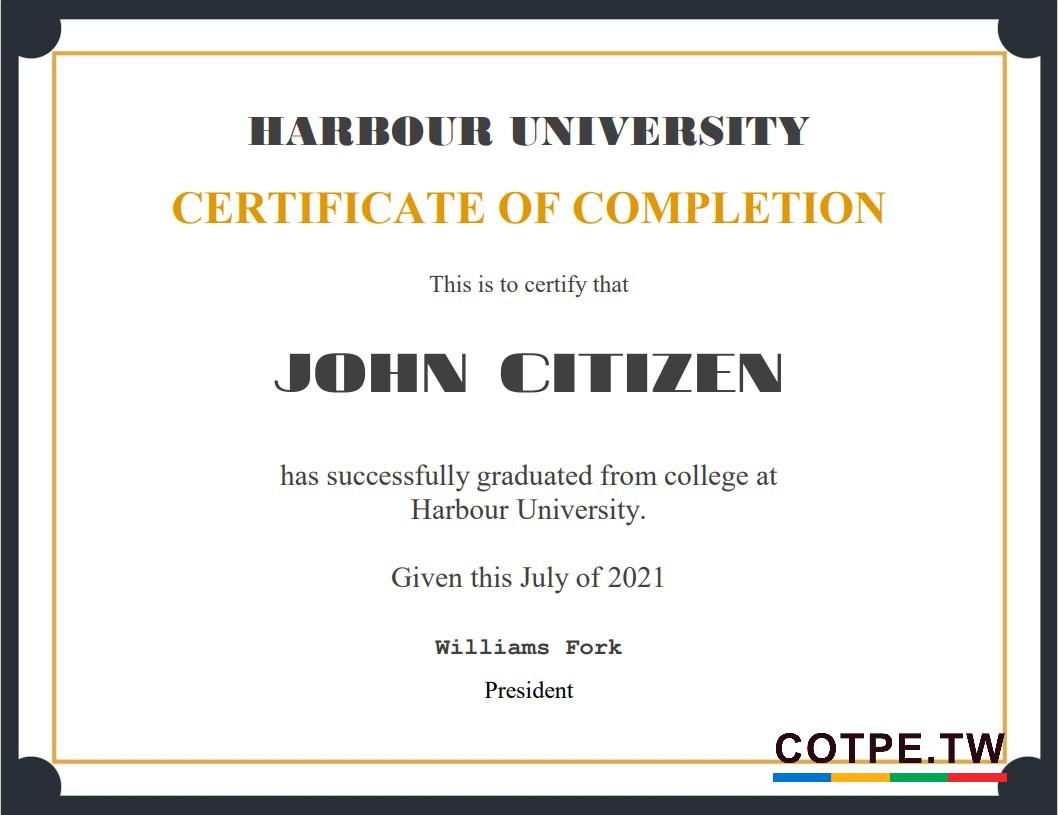 HARBOUR UNIVERSITY
CERTIFICATE OF COMPLETION
This is to certify that
JOHN CITIZEN
has successfully graduated from college at
Harbour University.
Given this July of 2021
Williams Fork
President
COTPE.TW